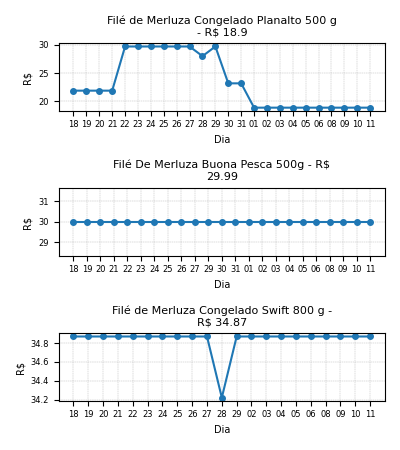 Filé de Merluza Congelado Planalto 500 g
- R$ 18.9
30
25
20
R$
18 19 20 21 22 23 24 25 26 27 28 29 30 31 01 02 03 04 05 06 07 08 09 10 11
Dia
Filé De Merluza Buona Pesca 500g - R$
29.99
31
30
29
R$
18 19 20 21 22 23 24 25 26 27 29 30 31 01 02 03 04 05 06 07 08 09 10 11
Dia
Filé de Merluza Congelado Swift 800 g -
R$ 34.87
34.8
34.6
34.4
34.2
R$
18 19 20 21 22 23 24 25 26 27 28 29 02 03 04 05 06 08 09 10 11
Dia